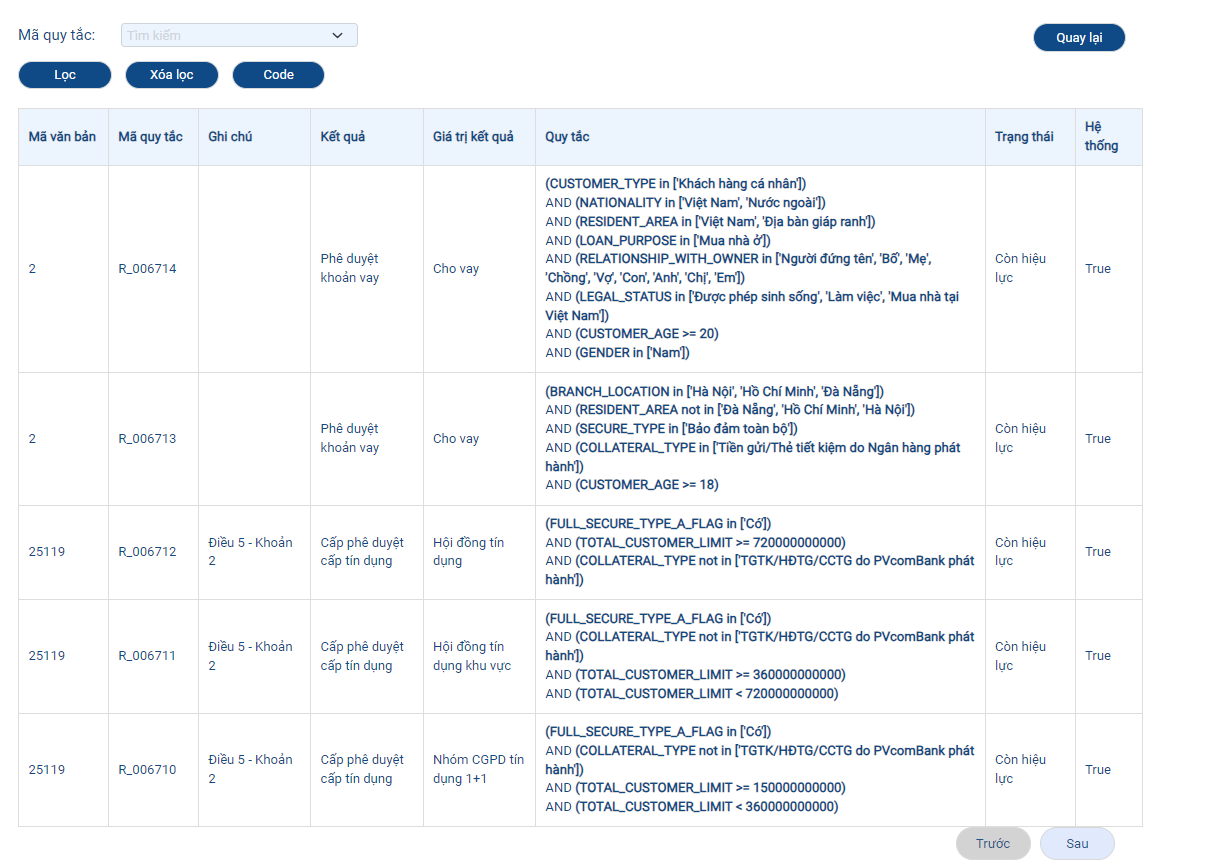 Mã quy tắc:
Tìm kiếm
Quay lại
Lọc
Xóa lọc
Code
Mã văn bản
Mã quy tắc
Ghi chú
Kết quả
Giá trị kết quả
Quy tắc
Trạng thái
Hệ
thống
2
R_006714
Phê duyệt
khoản vay
Cho vay
(CUSTOMER_TYPE in ['Khách hàng cá nhân'])
AND (NATIONALITY in ['Việt Nam', 'Nước ngoài'])
AND (RESIDENT_AREA in ['Việt Nam', 'Địa bàn giáp ranh'])
AND (LOAN_PURPOSE in ['Mua nhà ở'])
AND (RELATIONSHIP_WITH_OWNER in ['Người đứng tên', 'Bố', 'Mẹ',
'Chồng', 'Vợ', 'Con', 'Anh', 'Chị', 'Em'])
AND (LEGAL_STATUS in ['Được phép sinh sống', 'Làm việc', 'Mua nhà tại
Việt Nam'])
AND (CUSTOMER_AGE >= 20)
AND (GENDER in ['Nam'])
Còn hiệu
lực
True
2
R_006713
Phê duyệt
khoản vay
Cho vay
(BRANCH_LOCATION in ['Hà Nội', 'Hồ Chí Minh', 'Đà Nẵng'])
AND (RESIDENT_AREA not in ['Đà Nẵng', 'Hồ Chí Minh', 'Hà Nội'])
AND (SECURE_TYPE in ['Bảo đảm toàn bộ'])
AND (COLLATERAL_TYPE in ['Tiền gửi/Thẻ tiết kiệm do Ngân hàng phát
hành'])
AND (CUSTOMER_AGE >= 18)
Còn hiệu
lực
True
25119
R_006712
Điều 5 - Khoản
2
Cấp phê duyệt
cấp tín dụng
Hội đồng tín
dụng
(FULL_SECURE_TYPE_A_FLAG in ['Có'])
AND (TOTAL_CUSTOMER_LIMIT >= 720000000000)
AND (COLLATERAL_TYPE not in ['TGTK/HĐTG/CCTG do PVcomBank phát
hành'])
Còn hiệu
lực
True
25119
R_006711
Điều 5 - Khoản
2
Cấp phê duyệt
cấp tín dụng
Hội đồng tín
dụng khu vực
(FULL_SECURE_TYPE_A_FLAG in ['Có'])
AND (COLLATERAL_TYPE not in ['TGTK/HĐTG/CCTG do PVcomBank phát
hành'])
AND (TOTAL_CUSTOMER_LIMIT >= 360000000000)
AND (TOTAL_CUSTOMER_LIMIT < 720000000000)
Còn hiệu
lực
True
25119
R_006710
Điều 5 - Khoản
2
Cấp phê duyệt
cấp tín dụng
Nhóm CGPD tín
dụng 1+1
(FULL_SECURE_TYPE_A_FLAG in ['Có'])
AND (COLLATERAL_TYPE not in ['TGTK/HĐTG/CCTG do PVcomBank phát
hành'])
AND (TOTAL_CUSTOMER_LIMIT >= 150000000000)
AND (TOTAL_CUSTOMER_LIMIT < 360000000000)
Còn hiệu
lực
True
Trước
Sau